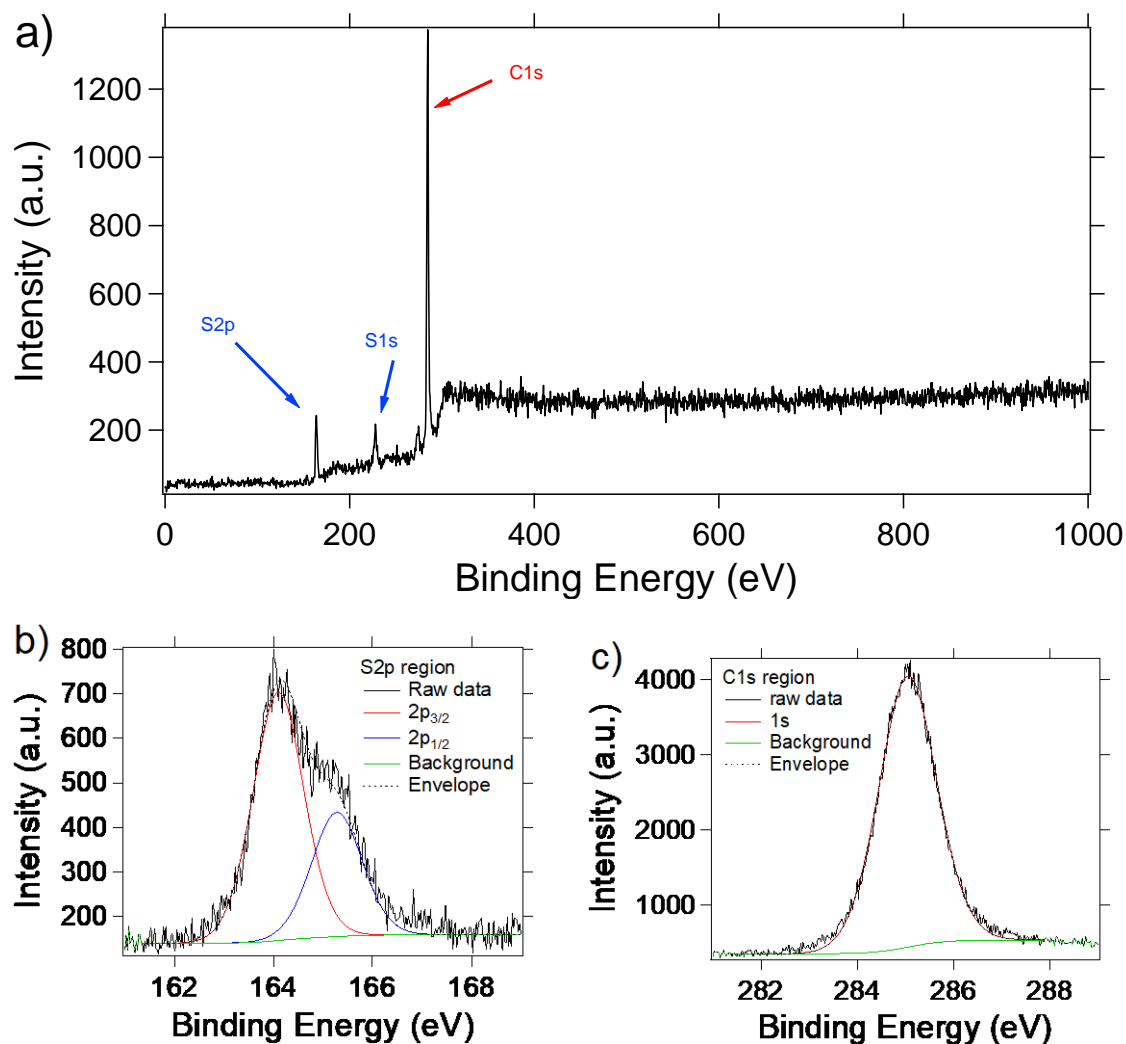 a)
Intensity (a.u.)
1200
1000
800
600
400
200
C1s
S2p
S1s
0
200
400
600
800
1000
Binding Energy (eV)
b)
Intensity (a.u.)
800
700
600
500
400
300
200
S2p region
Raw data
2p3/2
2p1/2
Background
Envelope
162
164
166
168
Binding Energy (eV)
c)
Intensity (a.u.)
4000
3000
2000
1000
C1s region
raw data
1s
Background
Envelope
282
284
286
288
Binding Energy (eV)